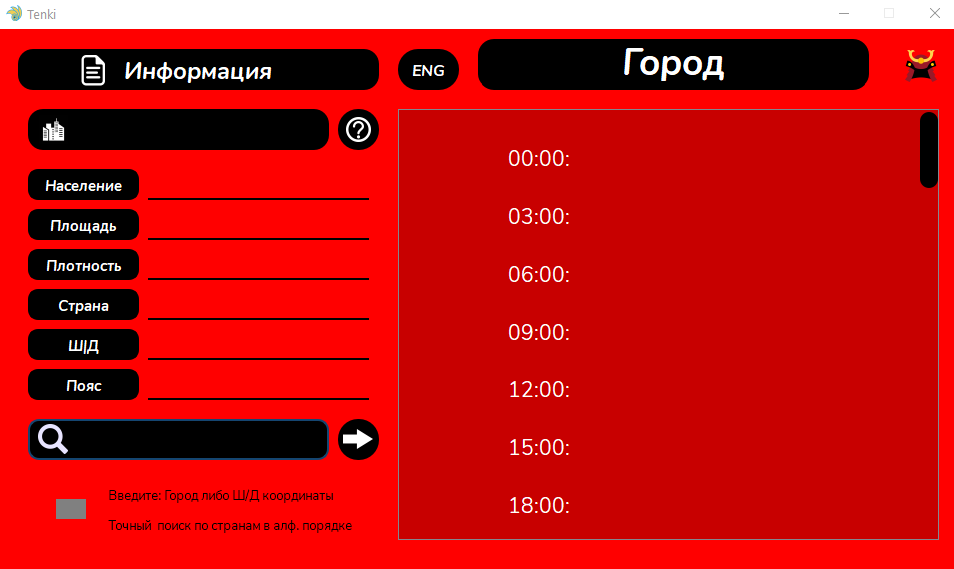 Tenki
Информация
ENG
Город
Население
Площадь
Плотность
Страна
Ш|Д
Пояс
Введите: Город либо Ш/Д координаты
Точный поиск по странам в алф. порядке
00:00:
03:00:
06:00:
09:00:
12:00:
15:00:
18:00: